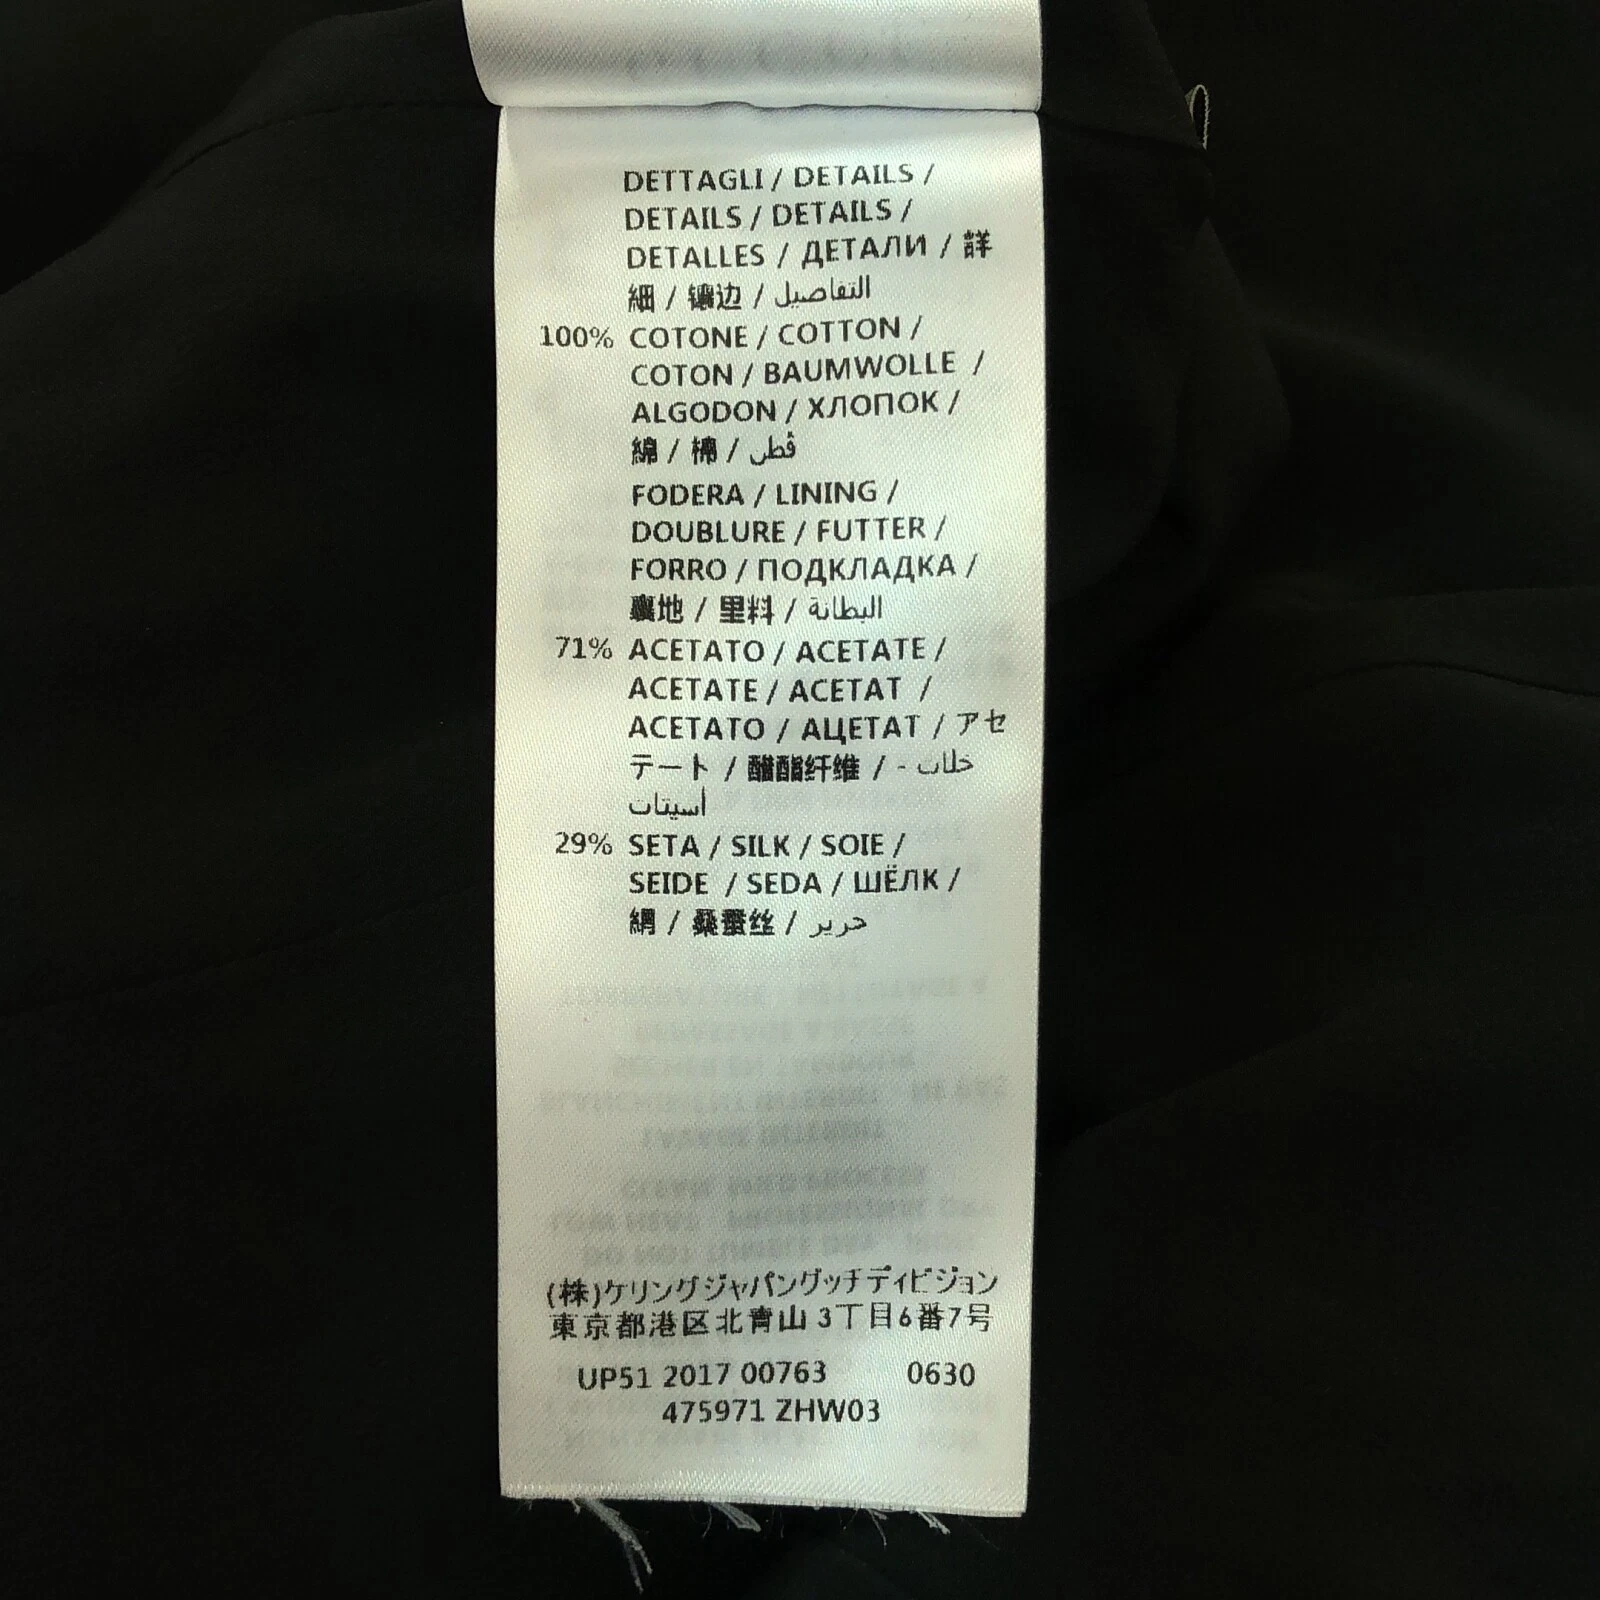 DETTAGLI / DETAILS /
DETAILS / DETAILS /
DETALLES / ДЕТАЛИ / 詳
細 / 镶边 / التفاصيل
100% COTONE / COTTON /
COTON / BAUMWOLLE /
ALGODON / ХЛОПОК /
綿 / 棉 / قطن
FODERA / LINING /
DOUBLURE / FUTTER /
FORRO / ПОДКЛАДКА /
裏地 / 里料 / البطانة
71% ACETATO / ACETATE /
ACETATE / ACETAT /
ACETATO / АЦЕТАТ / アセ
テート / 醋酯纤维 / خلات -
أسيتات
29% SETA / SILK / SOIE /
SEIDE / SEDA / ШЁЛК /
絹 / 桑蚕丝 / حرير
(株)ケリングジャパングッチディビジョン
東京都港区北青山3丁目6番7号
UP51 2017 00763 0630
475971 ZHW03